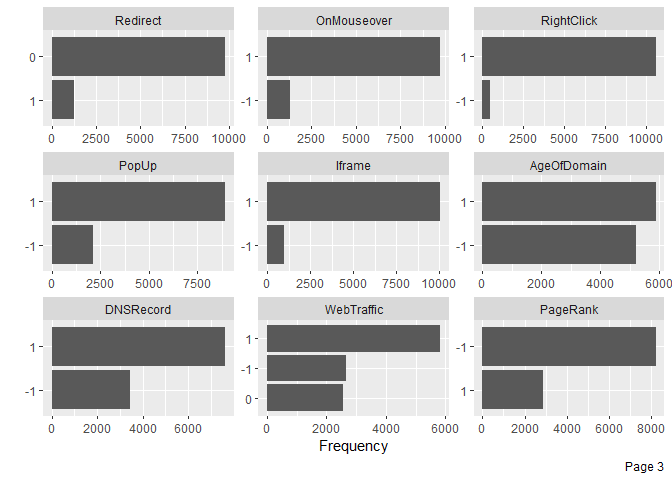 Redirect OnMouseover RightClick
0 1 1
1 -1 -1
0 2500 5000 7500 10000 0 2500 5000 7500 10000 0 2500 5000 7500 10000
PopUp Iframe AgeOfDomain
1 1 1
-1 -1 -1
0 2500 5000 7500 0 2500 5000 7500 10000 0 2000 4000 6000
DNSRecord WebTraffic PageRank
1 1 -1
-1 -1 1
0
0 2000 4000 6000 0 2000 4000 6000 0 2000 4000 6000 8000
Frequency
Page 3